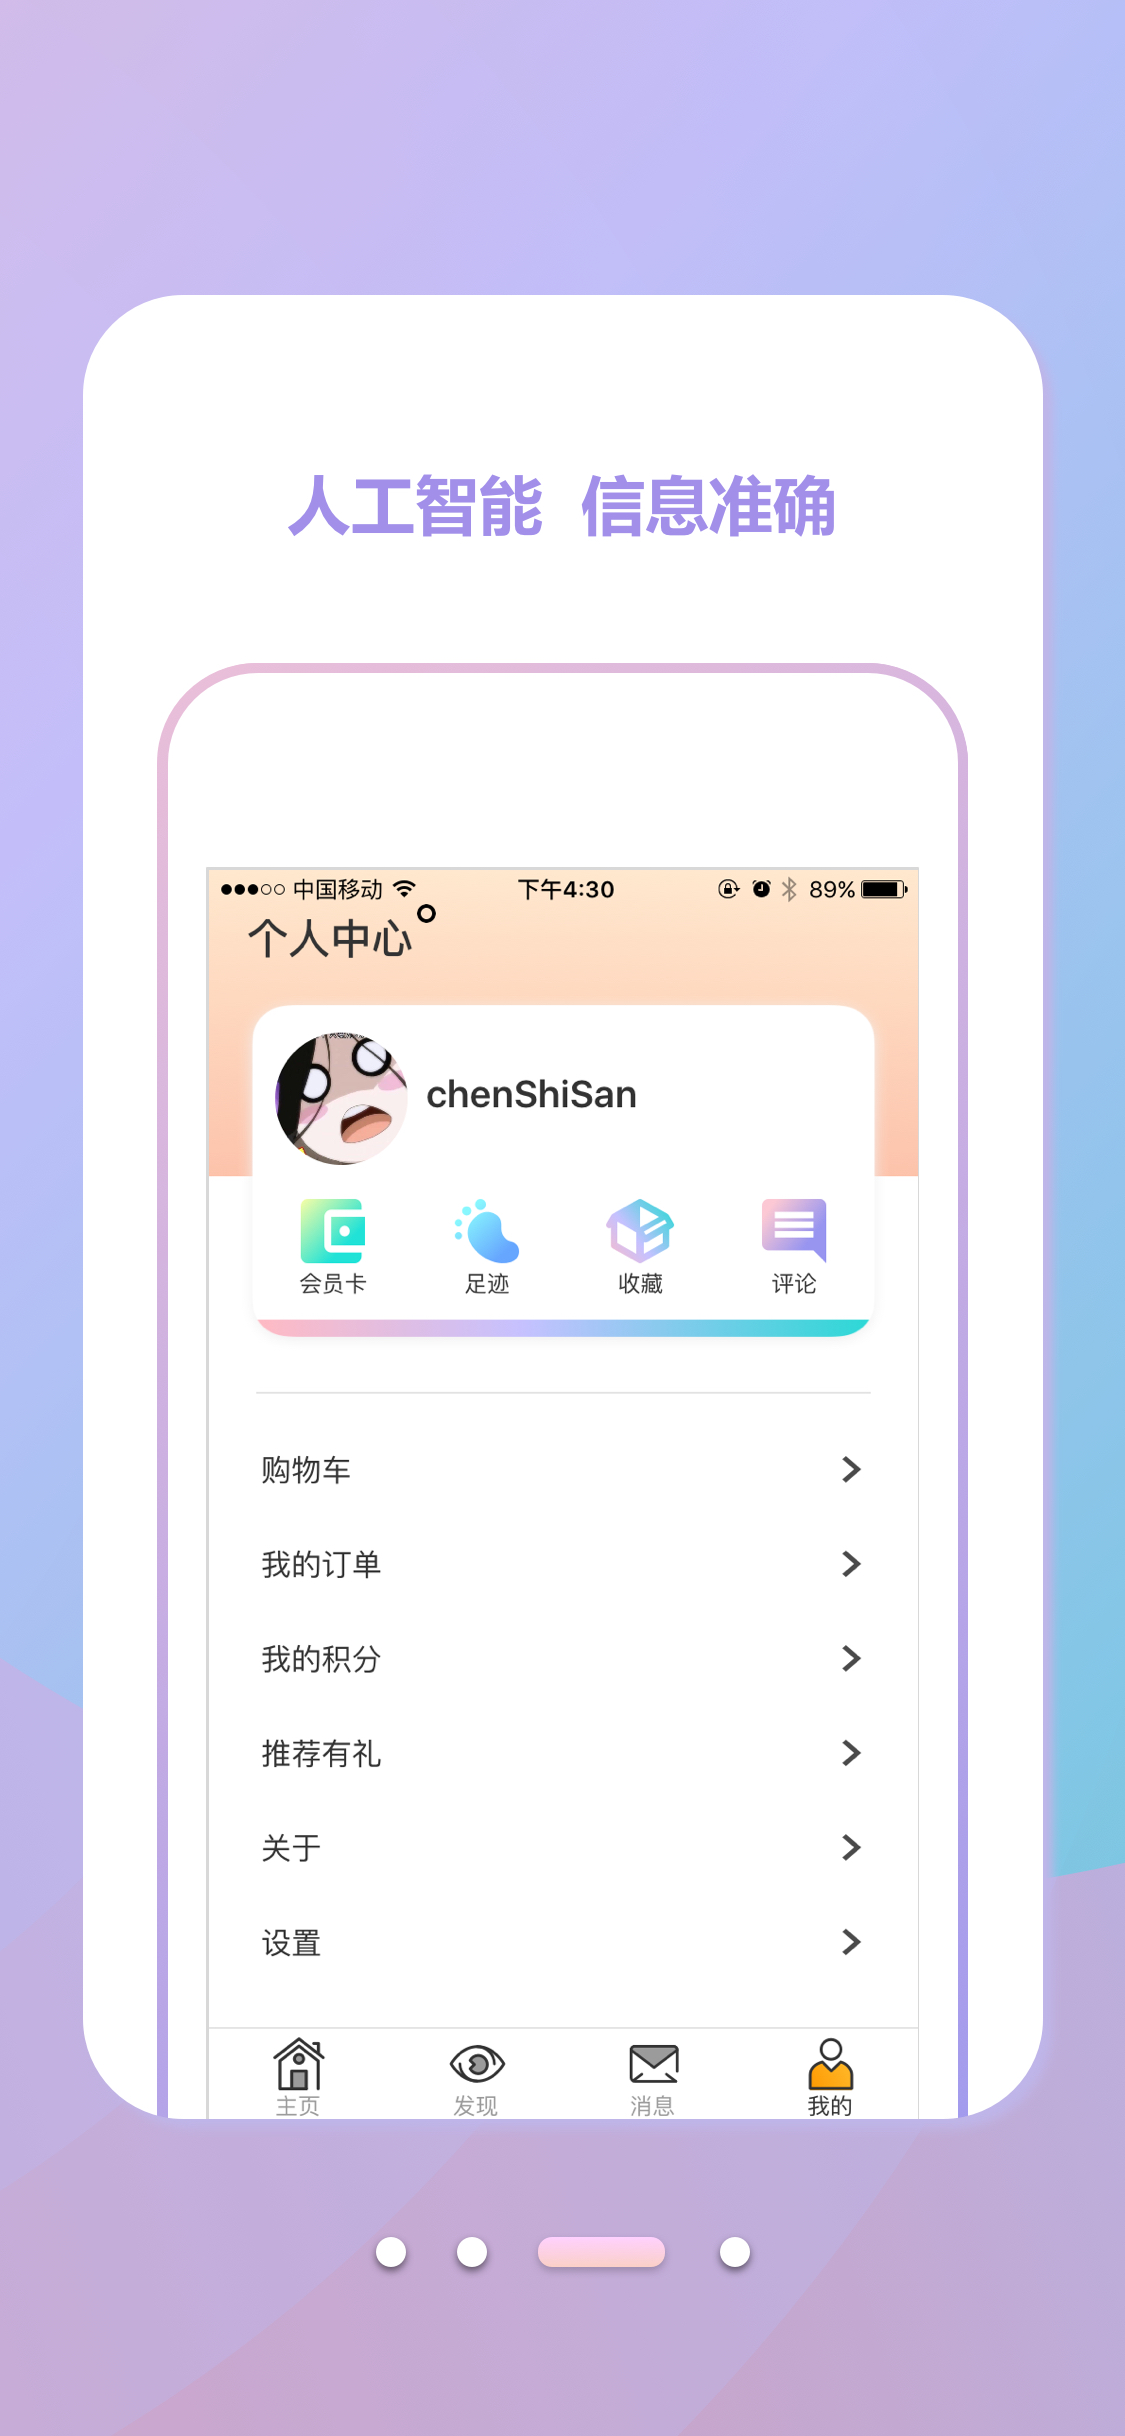 人工智能 信息准确
中国移动 下午4:30 89%
个人中心
chenShiSan
会员卡 足迹 收藏 评论
购物车
我的订单
我的积分
推荐有礼
关于
设置
主页 发现 消息 我的